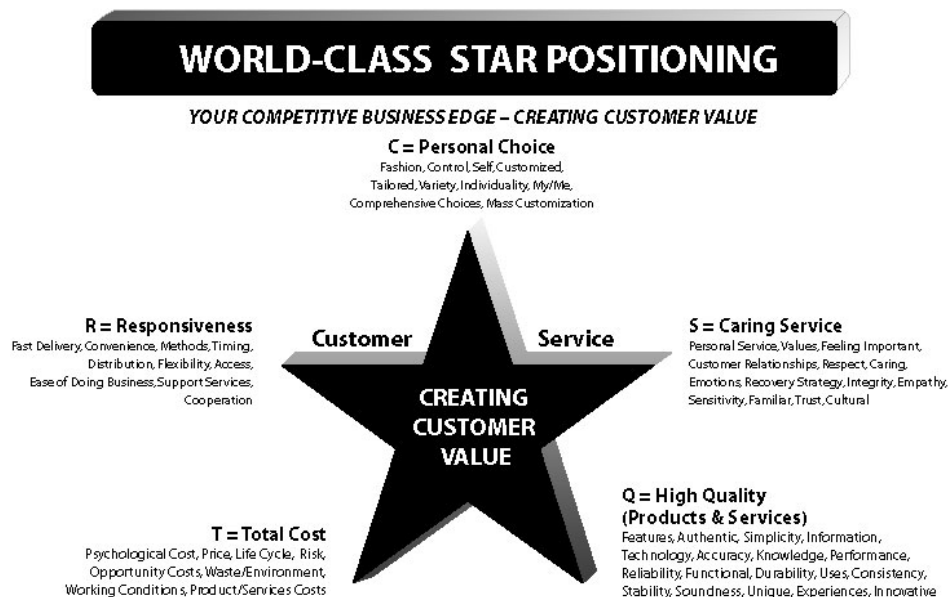 WORLD-CLASS STAR POSITIONING
YOUR COMPETITIVE BUSINESS EDGE – CREATING CUSTOMER VALUE
C = Personal Choice
Fashion, Control, Self, Customized,
Tailored, Variety, Individuality, My/Me,
Comprehensive Choices, Mass Customization
R = Responsiveness
Fast Delivery, Convenience, Methods, Timing,
Distribution, Flexibility, Access,
Ease of Doing Business, Support Services,
Cooperation
Customer
Service
S = Caring Service
Personal Service, Values, Feeling Important,
Customer Relationships, Respect, Caring,
Emotions, Recovery Strategy, Integrity, Empathy,
Sensitivity, Familiar, Trust, Cultural
CREATING
CUSTOMER
VALUE
T = Total Cost
Psychological Cost, Price, Life Cycle, Risk,
Opportunity Costs, Waste/Environment,
Working Conditions, Product/Services Costs
Q = High Quality
(Products & Services)
Features, Authentic, Simplicity, Information,
Technology, Accuracy, Knowledge, Performance,
Reliability, Functional, Durability, Uses, Consistency,
Stability, Soundness, Unique, Experiences, Innovative